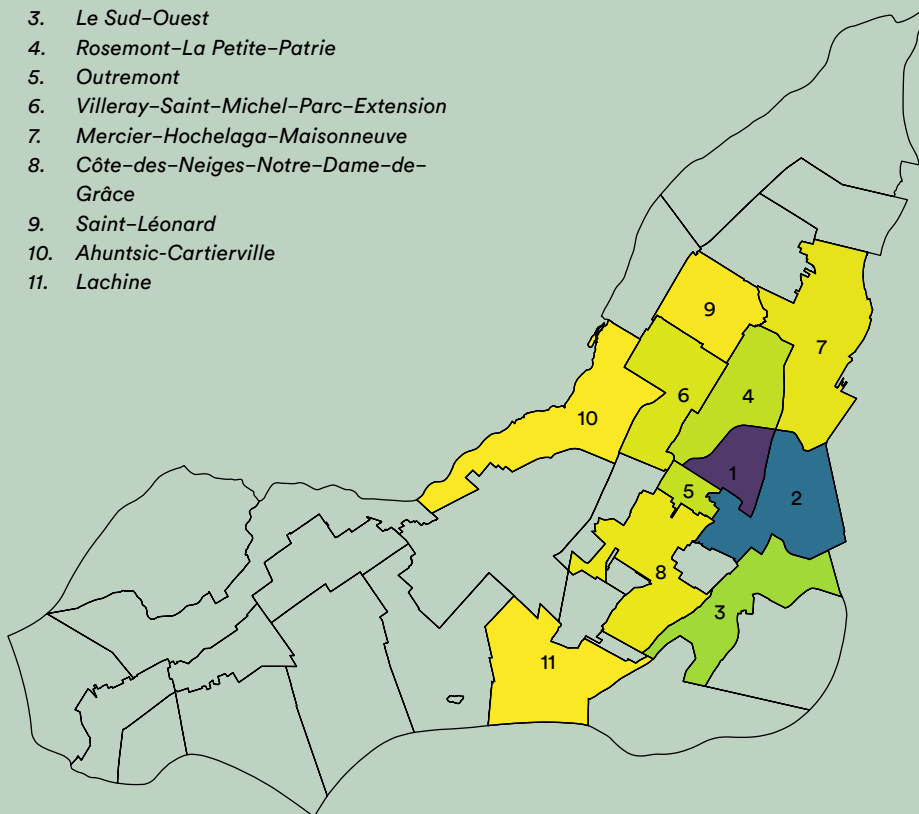 3. Le Sud–Ouest
4. Rosemont–La Petite–Patrie
5. Outremont
6. Villeray–Saint–Michel–Parc–Extension
7. Mercier–Hochelaga–Maisonneuve
8. Côte–des–Neiges–Notre–Dame–de–
Grâce
9. Saint–Léonard
10. Ahuntsic-Cartierville
11. Lachine
9
7
6
4
10
1
5
2
8
3
11